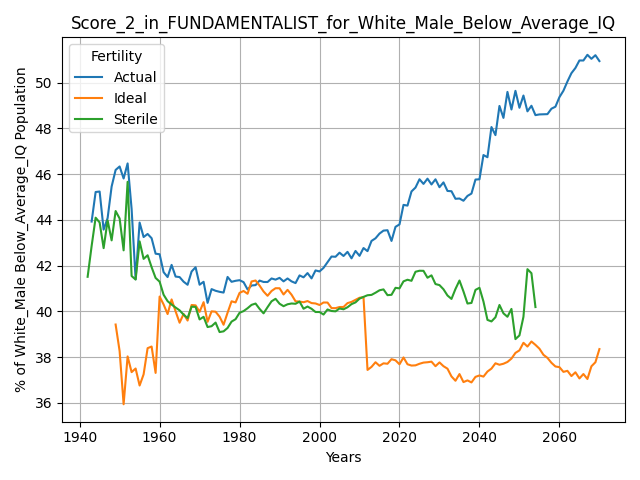 Score_2_in_FUNDAMENTALIST_for_White_Male_Below_Average_IQ
Fertility
Actual
Ideal
Sterile
% of White_Male Below_Average_IQ Population
50
48
46
44
42
40
38
36
1940
1960
1980
2000
2020
2040
2060
Years